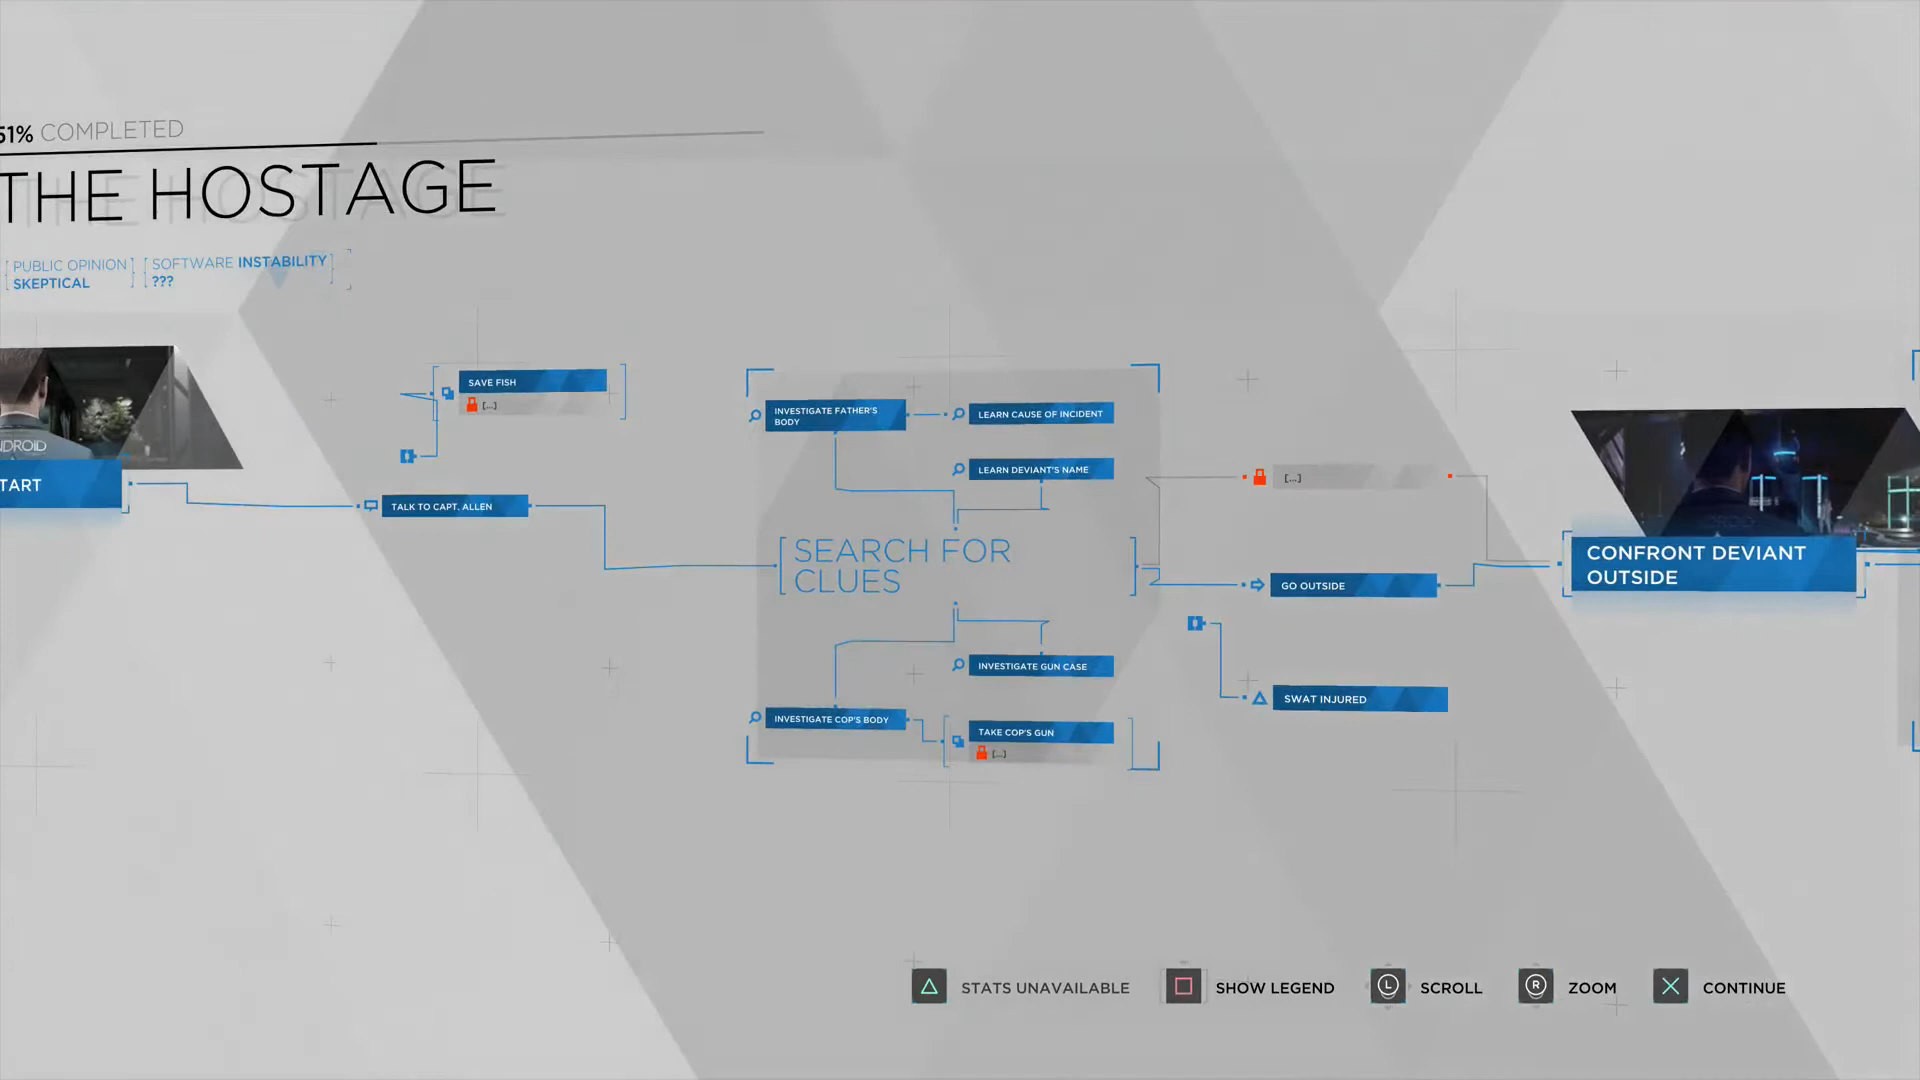 51% COMPLETED
THE HOSTAGE
PUBLIC OPINION
SKEPTICAL
SOFTWARE INSTABILITY
???
SAVE FISH
[...]
INVESTIGATE FATHER'S
BODY
LEARN CAUSE OF INCIDENT
LEARN DEVIANT'S NAME
[...]
NDROID
TART
TALK TO CAPT. ALLEN
SEARCH FOR
CLUES
GO OUTSIDE
CONFRONT DEVIANT
OUTSIDE
INVESTIGATE GUN CASE
SWAT INJURED
INVESTIGATE COP'S BODY
TAKE COP'S GUN
[...]
STATS UNAVAILABLE
SHOW LEGEND
L
SCROLL
R
ZOOM
CONTINUE